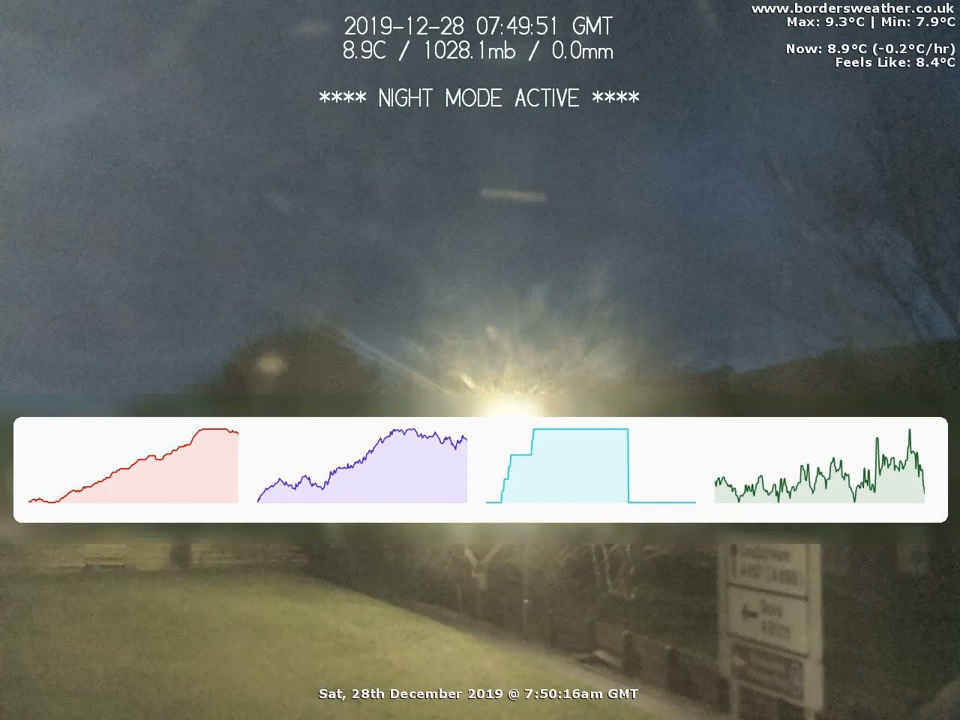 2019-12-28 07:49:51 GMT
8.9C / 1028.1mb / 0.0mm
**** NIGHT MODE ACTIVE ****
www.bordersweather.co.uk
Max: 9.3°C | Min: 7.9°C
Now: 8.9°C (-0.2°C/hr)
Feels Like: 8.4°C
Sat, 28th December 2019 @ 7:50:16am GMT